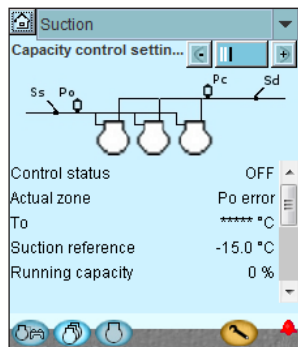 Suction
Capacity control settin...
Ss Po Pc Sd
Control status OFF
Actual zone Po error
To ***** °C
Suction reference -15.0 °C
Running capacity 0 %